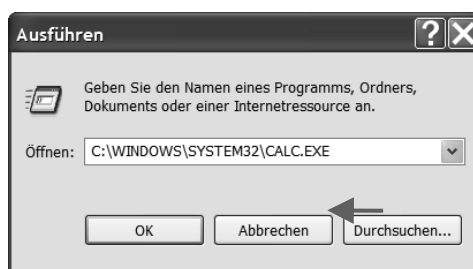 Ausführen
Geben Sie den Namen eines Programms, Ordners,
Dokuments oder einer Internetressource an.
Öffnen: C:\WINDOWS\SYSTEM32\CALC.EXE
OK Abbrechen Durchsuchen...